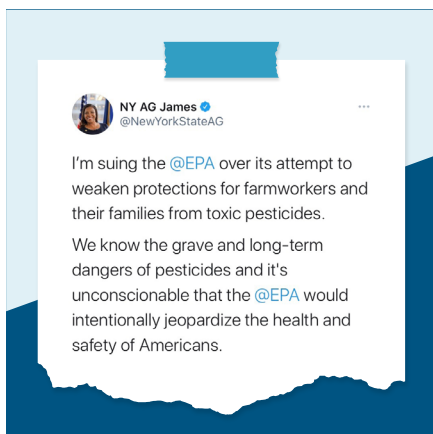 NY AG James
@NewYorkStateAG
I'm suing the @EPA over its attempt to
weaken protections for farmworkers and
their families from toxic pesticides.
We know the grave and long-term
dangers of pesticides and it's
unconscionable that the @EPA would
intentionally jeopardize the health and
safety of Americans.